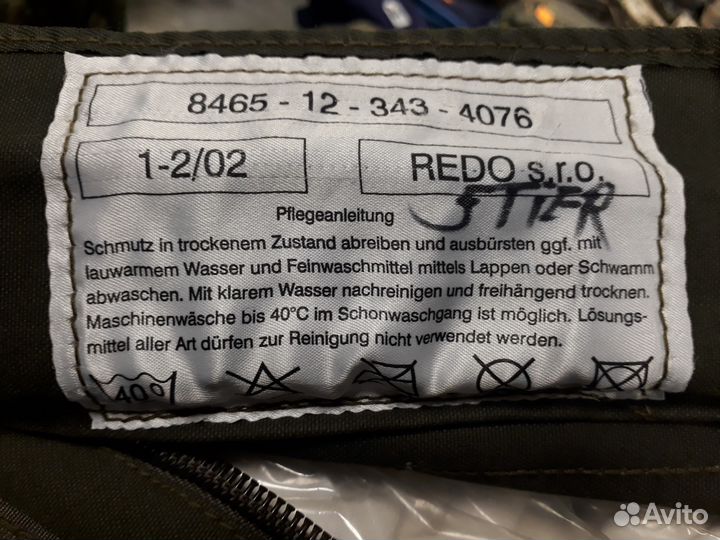 8465 - 12 - 343 - 4076
1-2/02
REDO s.r.o.
STIER
Pflegeanleitung
Schmutz in trockenem Zustand abreiben und ausbürsten ggf. mit
lauwarmem Wasser und Feinwaschmittel mittels Lappen oder Schwamm
abwaschen. Mit klarem Wasser nachreinigen und freihängend trocknen.
Maschinenwäsche bis 40°C im Schonwaschgang ist möglich. Lösungs-
mittel aller Art dürfen zur Reinigung nicht verwendet werden.
40°
Avito